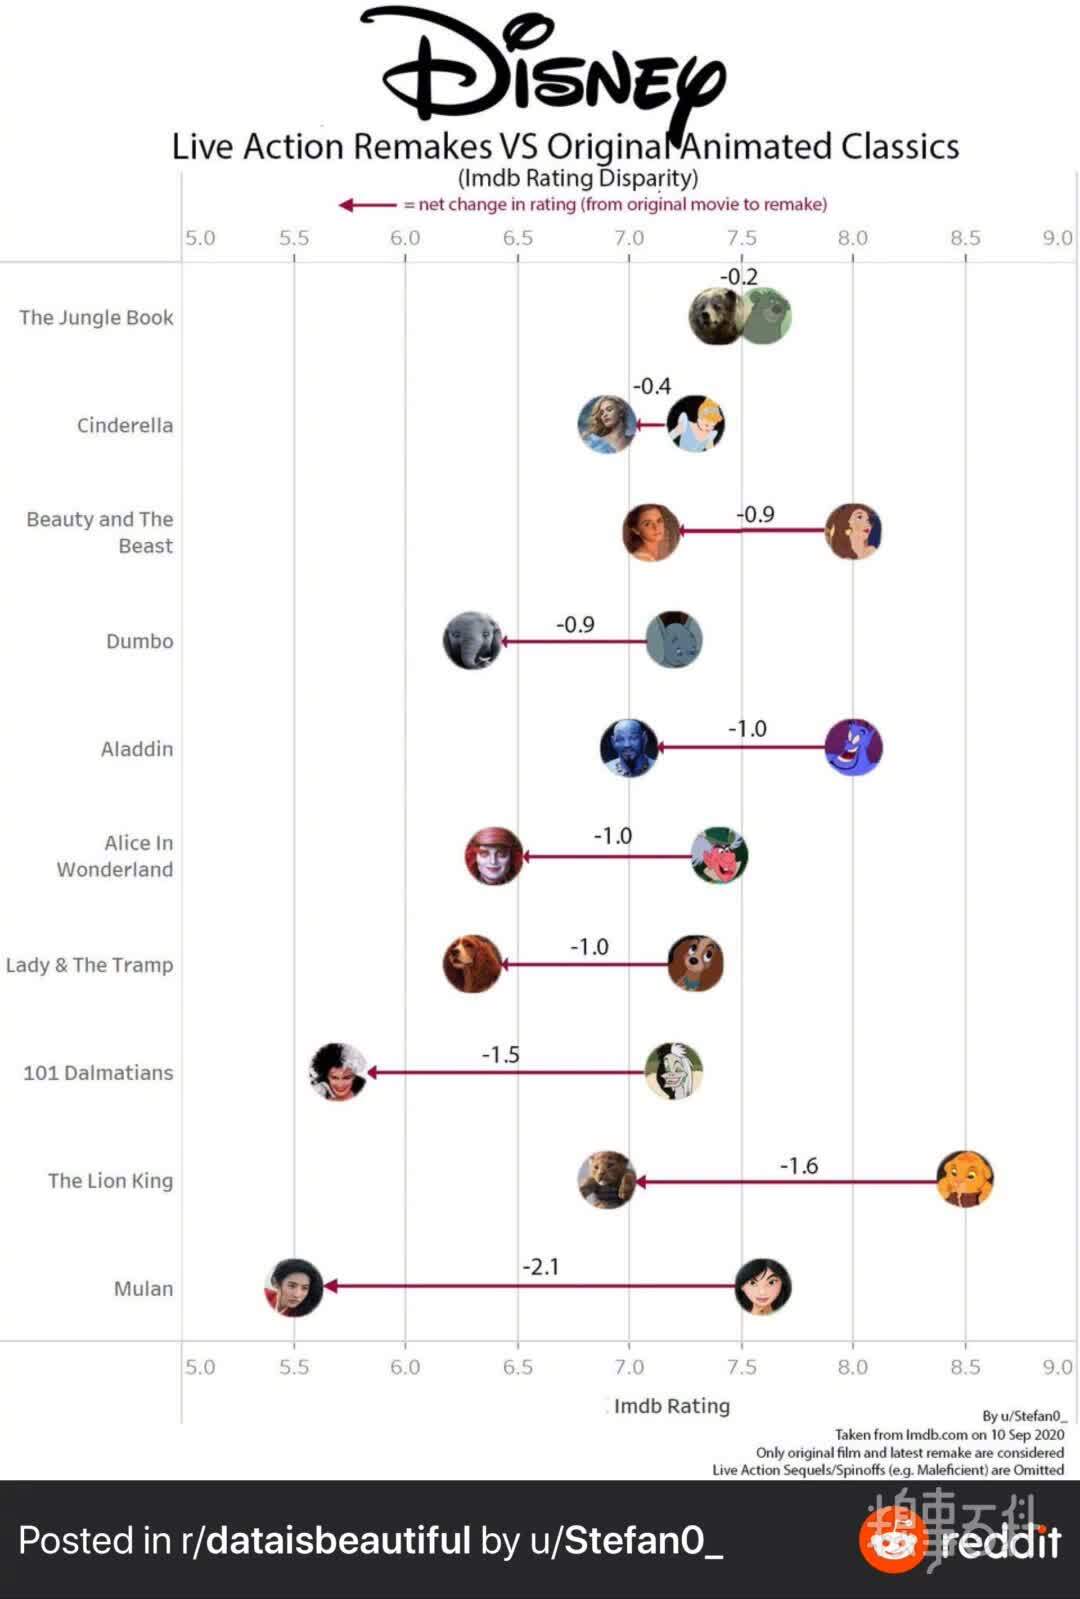 Disney
Live Action Remakes VS Original Animated Classics
(Imdb Rating Disparity)
= net change in rating (from original movie to remake)
5.0 5.5 6.0 6.5 7.0 7.5 8.0 8.5 9.0
-0.2
The Jungle Book
-0.4
Cinderella
Beauty and The
Beast
-0.9
-0.9
Dumbo
-1.0
Aladdin
Alice In
Wonderland
-1.0
-1.0
Lady & The Tramp
-1.5
101 Dalmatians
-1.6
The Lion King
-2.1
Mulan
5.0 5.5 6.0 6.5 7.0 7.5 8.0 8.5 9.0
Imdb Rating
By u/Stefan0_
Taken from Imdb.com on 10 Sep 2020
Only original film and latest remake are considered
Live Action Sequels/Spinoffs (e.g. Maleficient) are Omitted
Posted in r/dataisbeautiful by u/Stefan0_
reddit